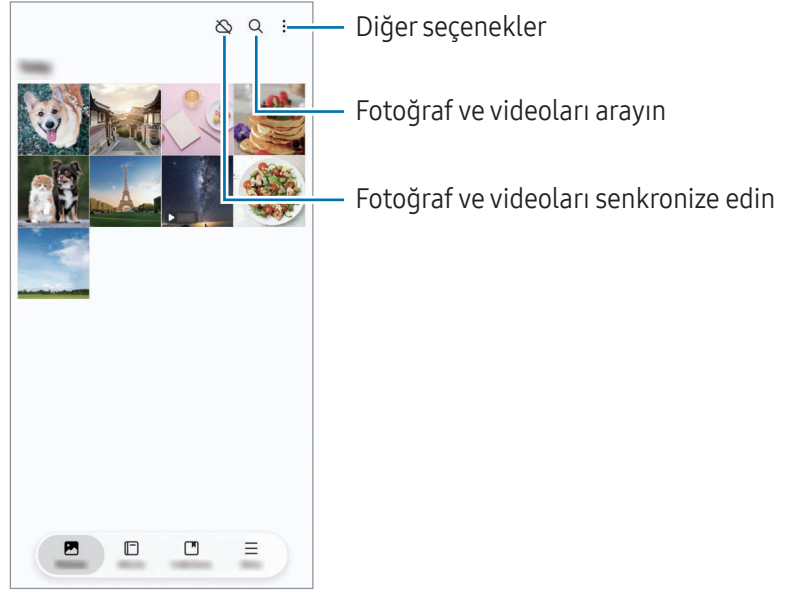 Diğer seçenekler
Fotoğraf ve videoları arayın
Fotoğraf ve videoları senkronize edin